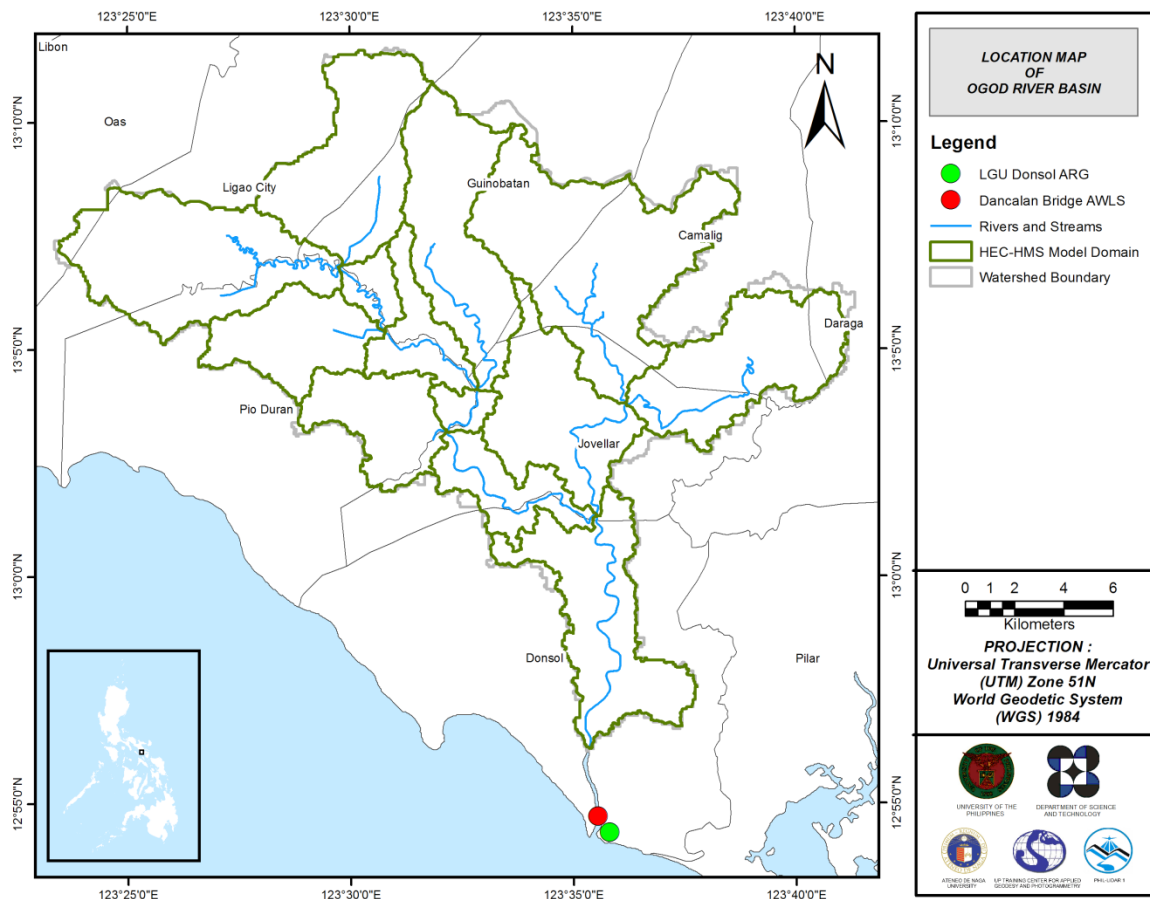 123°25'0"E
123°30'0"E
123°35'0"E
123°40'0"E
Libon
Oas
Ligao City
Guinobatan
Camalig
Daraga
Pio Duran
Jovellar
Donsol
Pilar
N
13°10'0"N
13°5'0"N
13°0'0"N
12°55'0"N
13°10'0"N
13°5'0"N
13°0'0"N
12°55'0"N
123°25'0"E
123°30'0"E
123°35'0"E
123°40'0"E
LOCATION MAP
OF
OGOD RIVER BASIN
Legend
LGU Donsol ARG
Dancalan Bridge AWLS
Rivers and Streams
HEC-HMS Model Domain
Watershed Boundary
0 1 2 4 6
Kilometers
PROJECTION :
Universal Transverse Mercator
(UTM) Zone 51N
World Geodetic System
(WGS) 1984
UNIVERSITY OF THE
PHILIPPINES
DEPARTMENT OF SCIENCE
AND TECHNOLOGY
ATENEO DE NAGA
UNIVERSITY
UP TRAINING CENTER FOR APPLIED
GEODESY AND PHOTOGRAMMETRY
PHIL-LIDAR 1